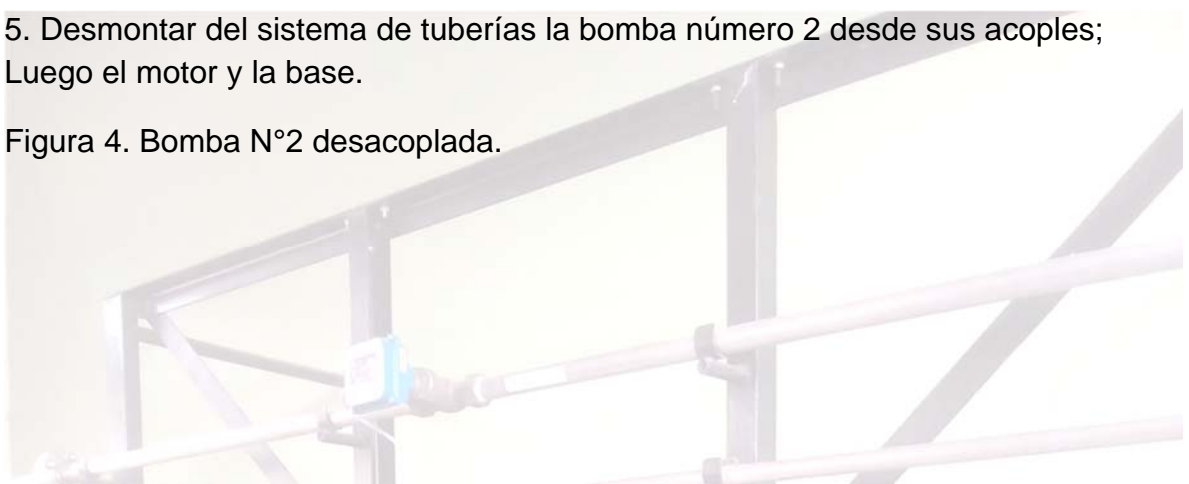 5. Desmontar del sistema de tuberías la bomba número 2 desde sus acoples;
Luego el motor y la base.
Figura 4. Bomba N°2 desacoplada.